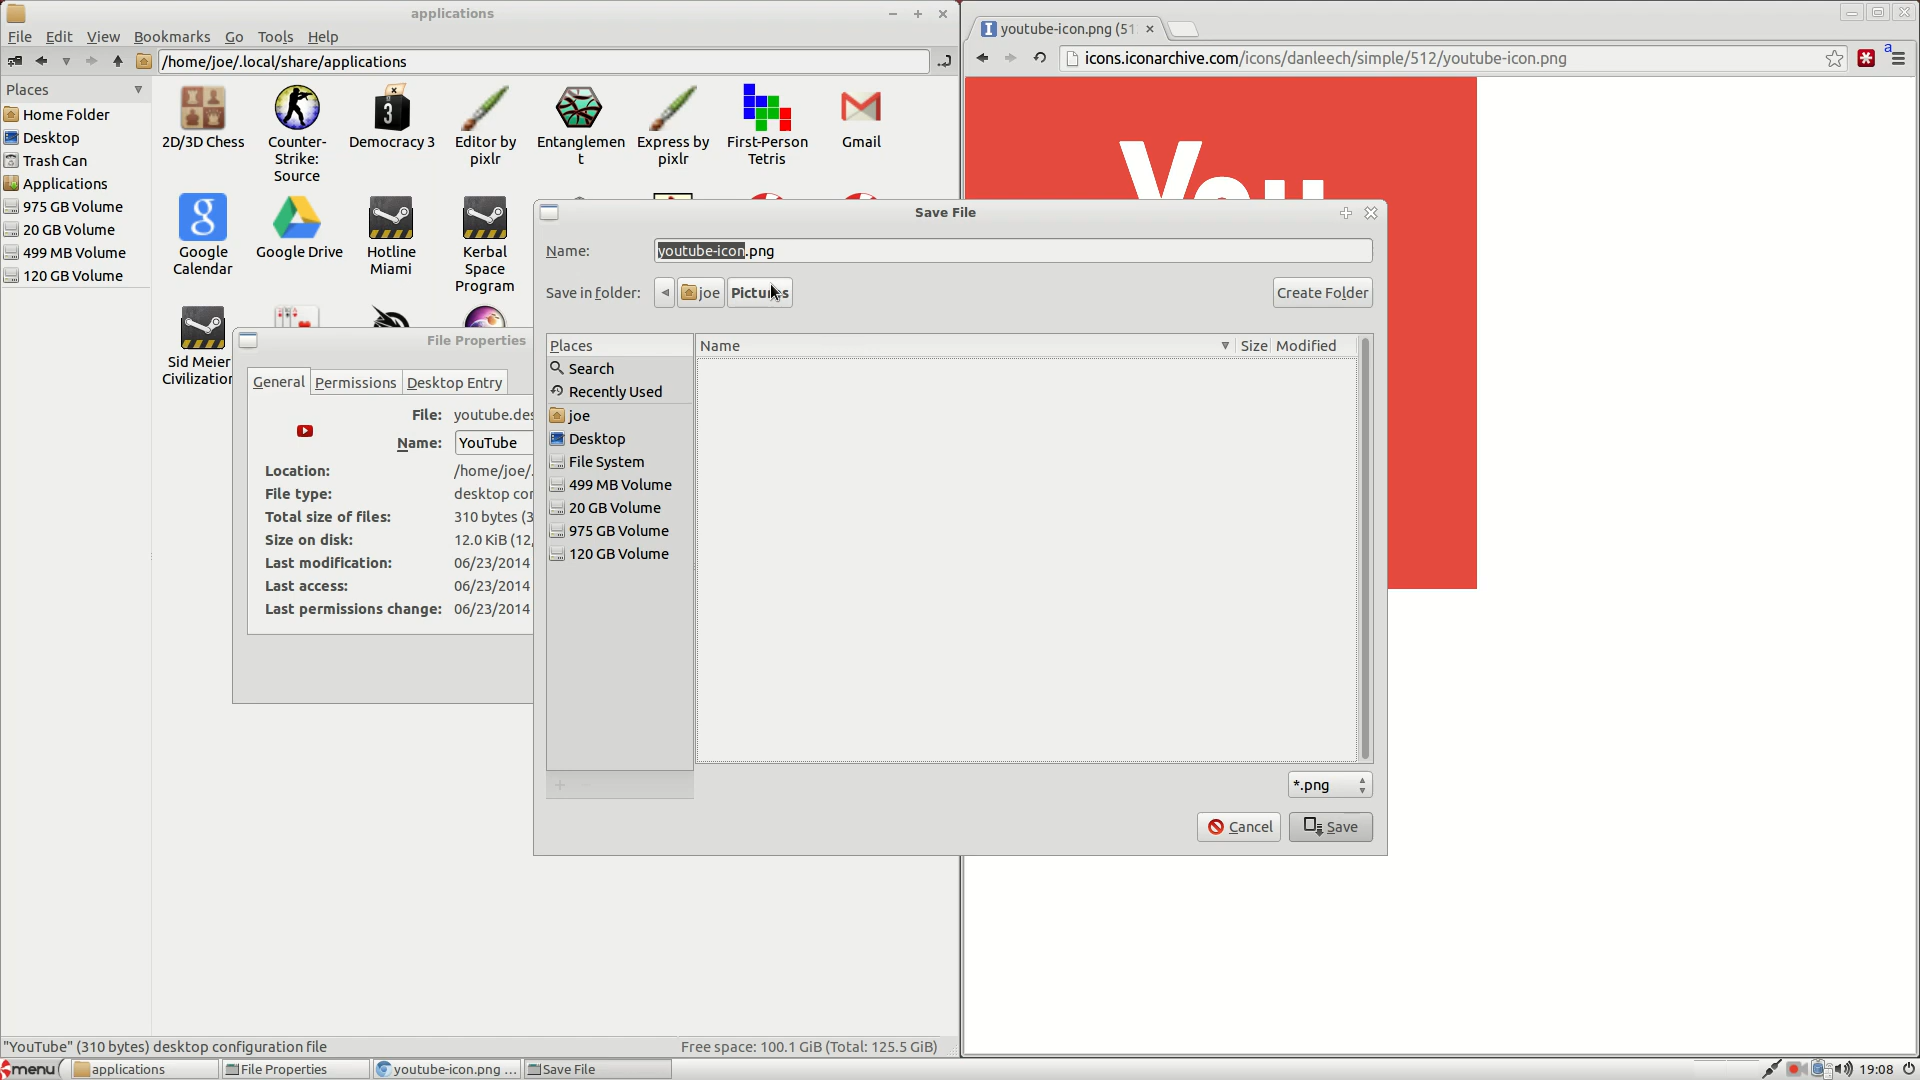 applications
File Edit View Bookmarks Go Tools Help
/home/joe/.local/share/applications
Places
Home Folder
Desktop
Trash Can
Applications
975 GB Volume
20 GB Volume
499 MB Volume
120 GB Volume
2D/3D Chess
Counter-
Strike:
Source
Democracy 3
Editor by
pixlr
Entanglemen
t
Express by
pixlr
First-Person
Tetris
Gmail
Google
Calendar
Google Drive
Hotline
Miami
Kerbal
Space
Program
Sid Meier
Civilization
File Properties
General Permissions Desktop Entry
File: youtube.des
Name: YouTube
Location: /home/joe/.
File type: desktop con
Total size of files: 310 bytes (3
Size on disk: 12.0 KiB (12,
Last modification: 06/23/2014
Last access: 06/23/2014
Last permissions change: 06/23/2014
"YouTube" (310 bytes) desktop configuration file
Free space: 100.1 GiB (Total: 125.5 GiB)
youtube-icon.png (51
icons.iconarchive.com/icons/danleech/simple/512/youtube-icon.png
You
Save File
Name: youtube-icon.png
Save in folder: joe Pictures
Create Folder
Places
Search
Recently Used
joe
Desktop
File System
499 MB Volume
20 GB Volume
975 GB Volume
120 GB Volume
Name Size Modified
*.png
Cancel Save
menu applications File Properties youtube-icon.png ... Save File 19:08